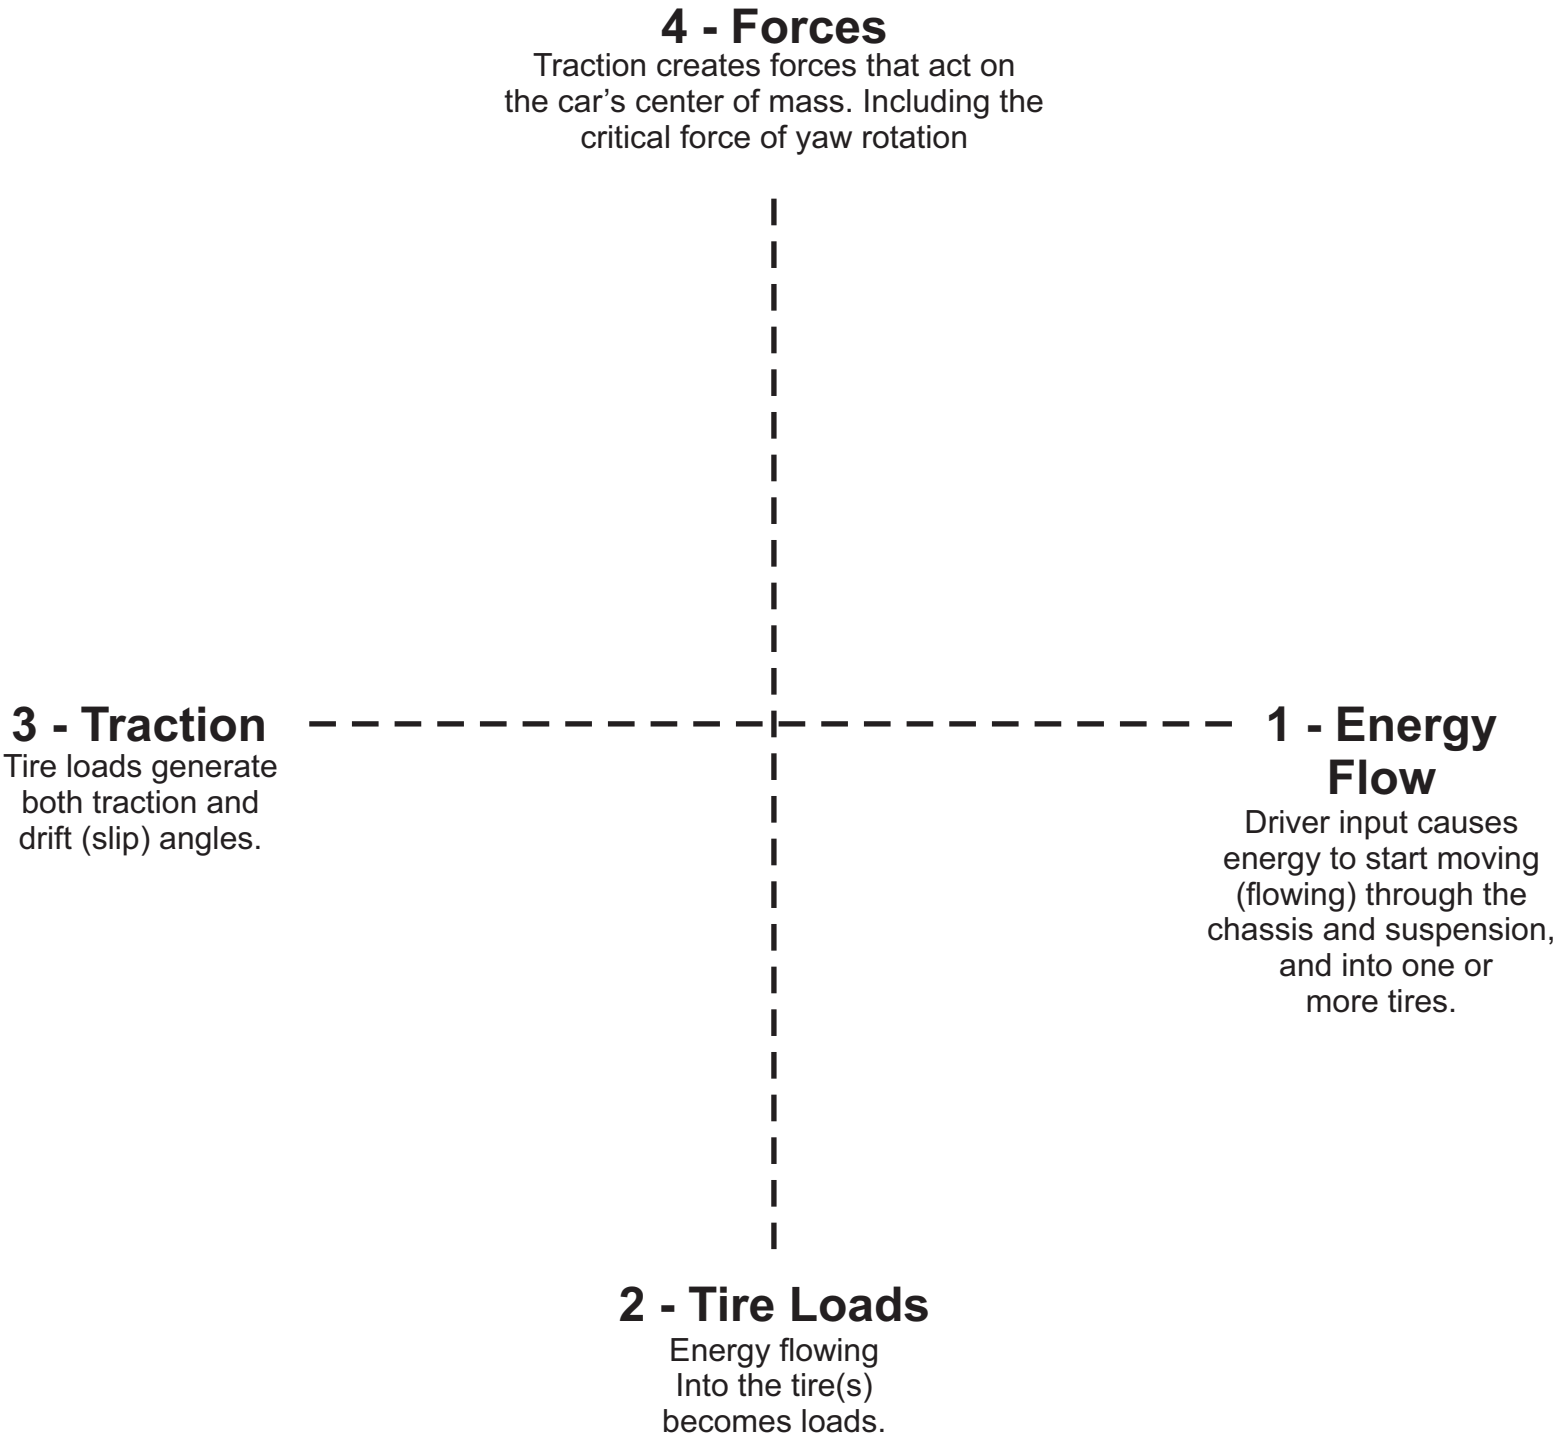 4 - Forces
Traction creates forces that act on
the car’s center of mass. Including the
critical force of yaw rotation
3 - Traction
Tire loads generate
both traction and
drift (slip) angles.
1 - Energy
Flow
Driver input causes
energy to start moving
(flowing) through the
chassis and suspension,
and into one or
more tires.
2 - Tire Loads
Energy flowing
Into the tire(s)
becomes loads.